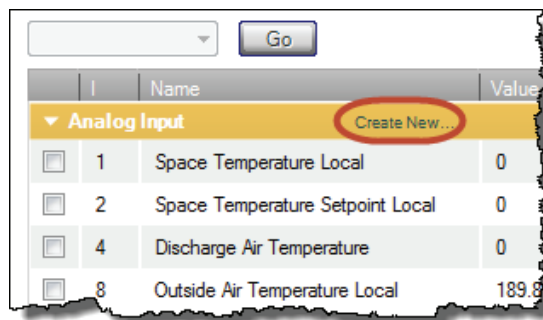 Go
I Name Value
Analog Input Create New...
1 Space Temperature Local 0
2 Space Temperature Setpoint Local 0
4 Discharge Air Temperature 0
8 Outside Air Temperature Local 189.8